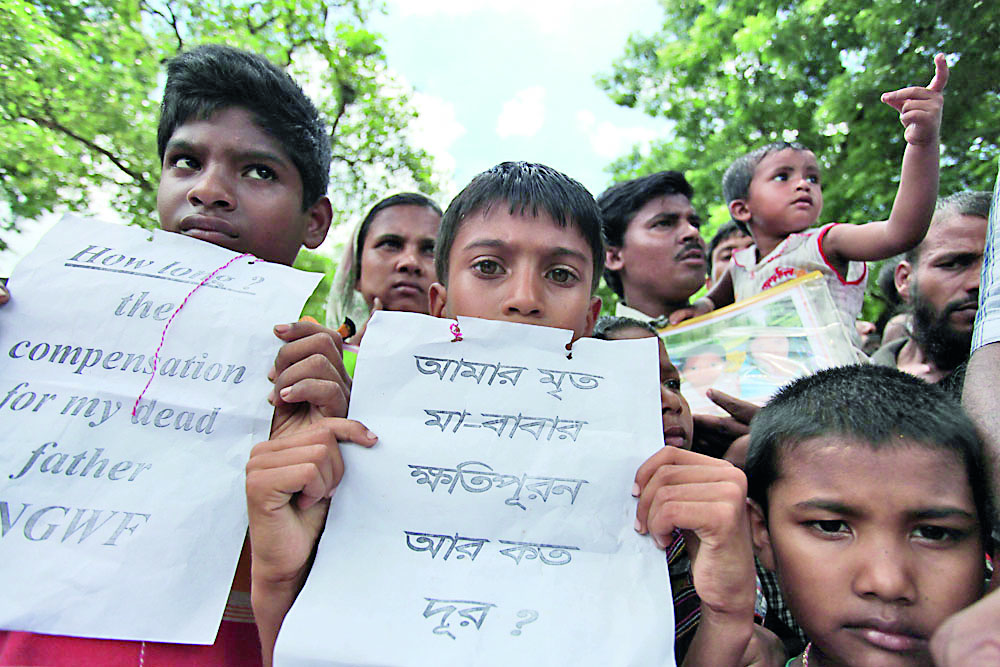 How long ?
the
compensation
for my dead
father
NGWF
আমার মৃত
মা-বাবার
ক্ষতিপূরন
আর কত
দূর ?